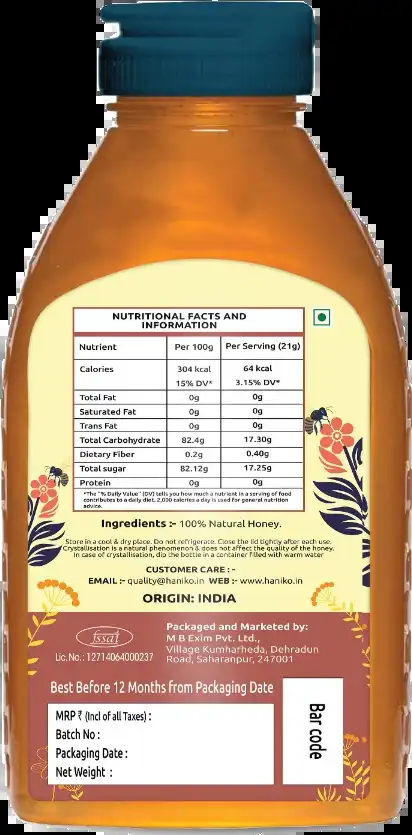 NUTRITIONAL FACTS AND
INFORMATION
Nutrient Per 100g Per Serving (21g)
Calories 304 kcal 64 kcal
15% DV* 3.15% DV*
Total Fat 0g 0g
Saturated Fat 0g 0g
Trans Fat 0g 0g
Total Carbohydrate 82.4g 17.30g
Dietary Fiber 0.2g 0.40g
Total sugar 82.12g 17.25g
Protein 0g 0g
*The "% Daily Value" (DV) tells you how much a nutrient in a serving of food
contributes to a daily diet. 2,000 calories a day is used for general nutrition
advice.
Ingredients :- 100% Natural Honey.
Store in a cool & dry place. Do not refrigerate. Close the lid tightly after each use.
Crystallisation is a natural phenomenon & does not affect the quality of the honey.
In case of crystallisation, dip the bottle in a container filled with warm water
CUSTOMER CARE : -
EMAIL :- quality@haniko.in WEB :- www.haniko.in
ORIGIN: INDIA
fssai
Lic. No.: 12714064000237
Packaged and Marketed by:
M B Exim Pvt. Ltd.,
Village Kumharheda, Dehradun
Road, Saharanpur, 247001
Best Before 12 Months from Packaging Date
MRP ₹ (Incl of all Taxes) :
Batch No :
Packaging Date :
Net Weight :
Bar code